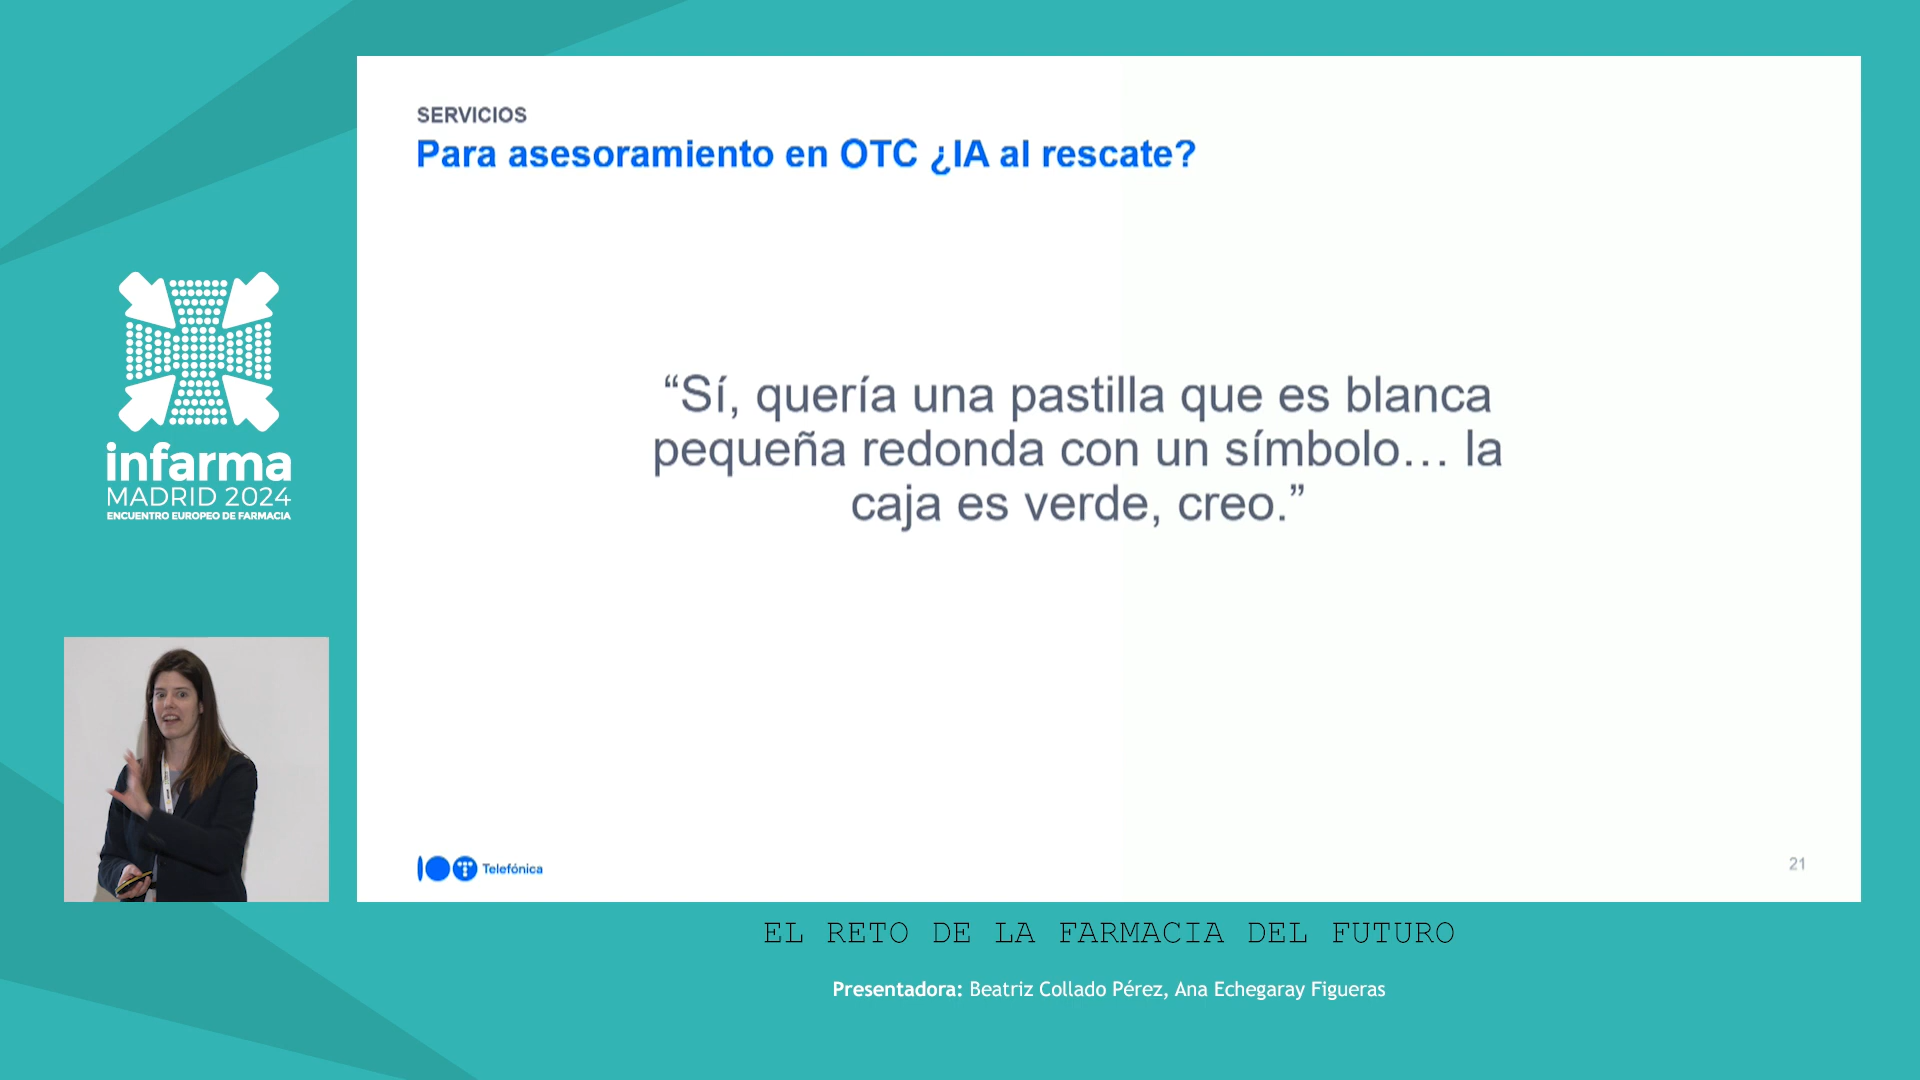 SERVICIOS
Para asesoramiento en OTC ¿IA al rescate?
“Sí, quería una pastilla que es blanca
pequeña redonda con un símbolo… la
caja es verde, creo.”
infarma
MADRID 2024
ENCUENTRO EUROPEO DE FARMACIA
Telefónica
21
EL RETO DE LA FARMACIA DEL FUTURO
Presentadora: Beatriz Collado Pérez, Ana Echegaray Figueras